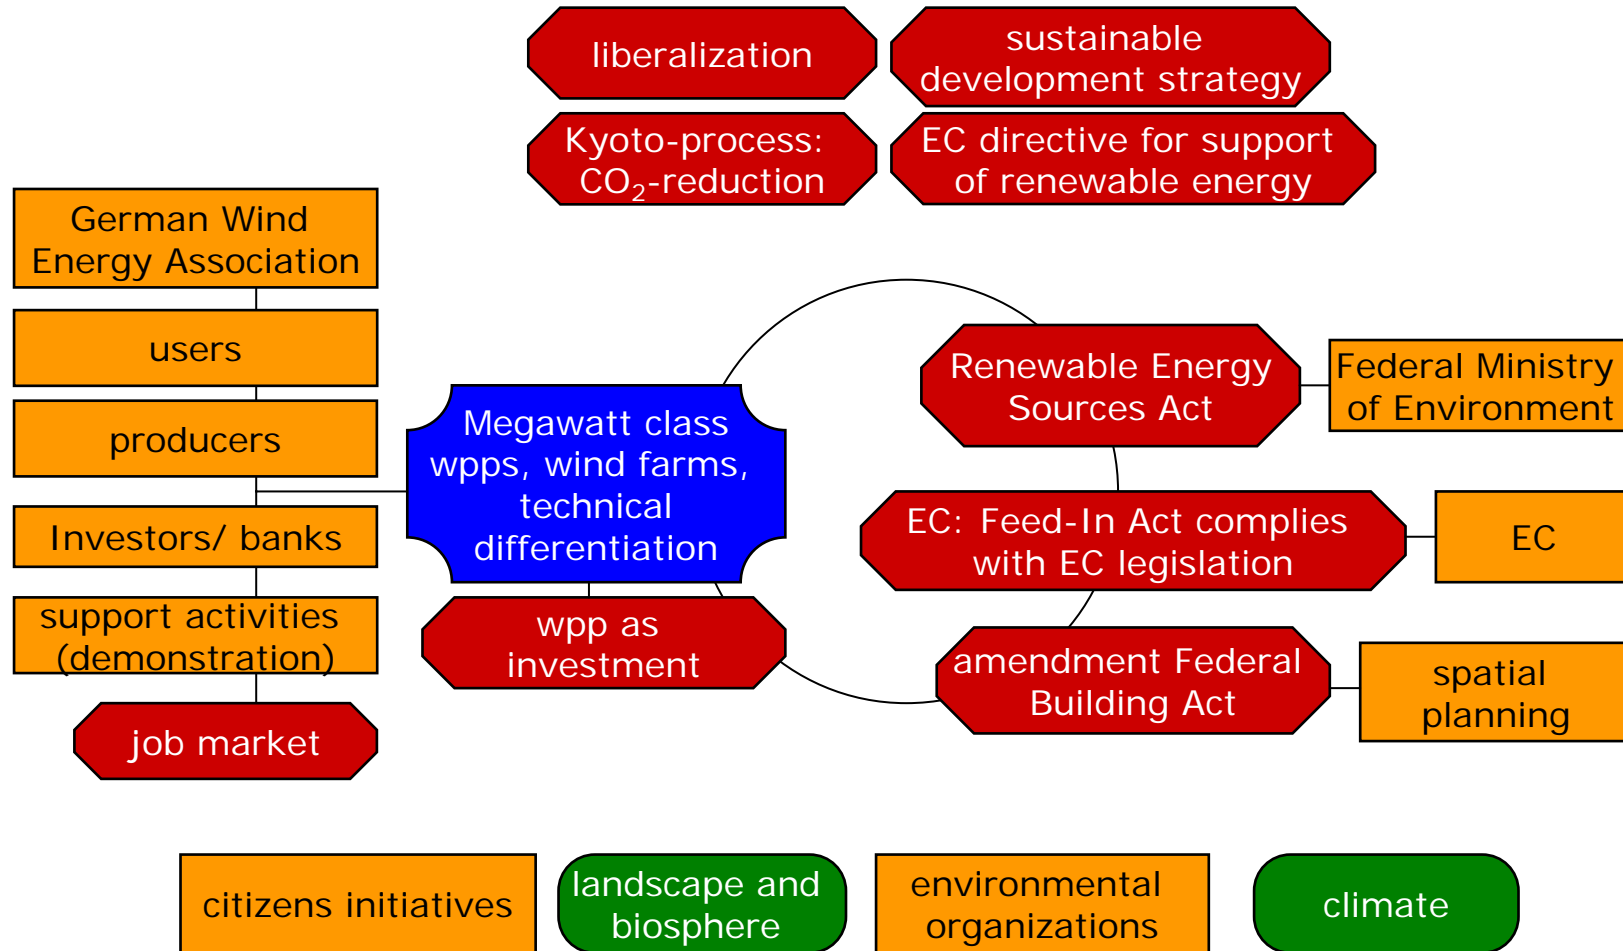 liberalization
sustainable
development strategy
Kyoto-process:
CO₂-reduction
EC directive for support
of renewable energy
German Wind
Energy Association
users
producers
Investors/ banks
support activities
(demonstration)
job market
Megawatt class
wpps, wind farms,
technical
differentiation
wpp as
investment
Renewable Energy
Sources Act
Federal Ministry
of Environment
EC: Feed-In Act complies
with EC legislation
EC
amendment Federal
Building Act
spatial
planning
citizens initiatives
landscape and
biosphere
environmental
organizations
climate